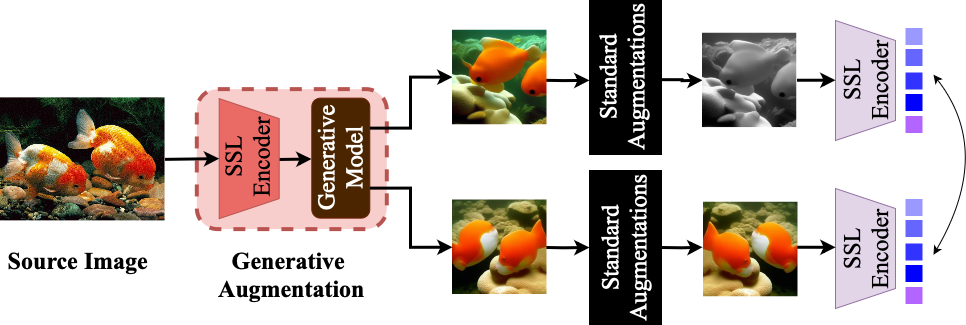 Source Image
SSL
Encoder
Generative
Model
Generative
Augmentation
Standard
Augmentations
SSL
Encoder
Standard
Augmentations
SSL
Encoder